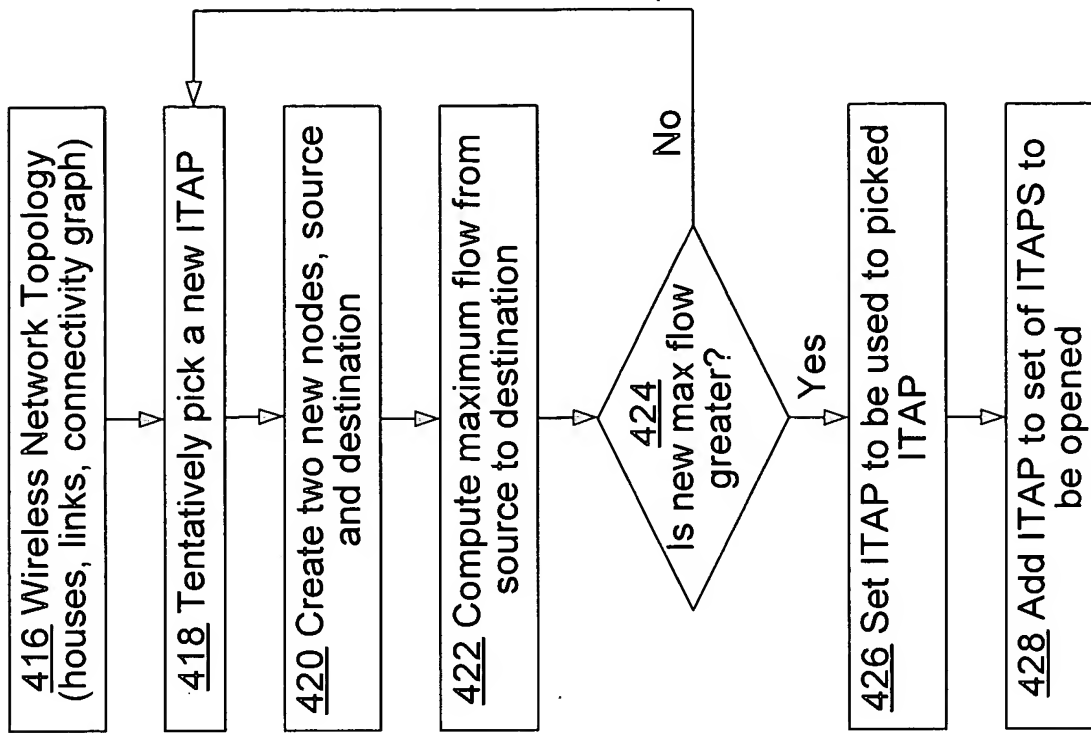 416 Wireless Network Topology
(houses, links, connectivity graph)
418 Tentatively pick a new ITAP
420 Create two new nodes, source
and destination
422 Compute maximum flow from
source to destination
424
Is new max flow
greater?
No
Yes
426 Set ITAP to be used to picked
ITAP
428 Add ITAP to set of ITAPS to
be opened